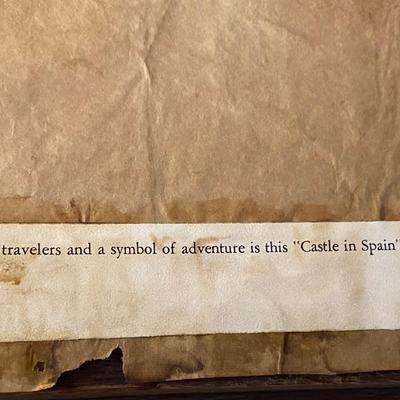 travelers and a symbol of adventure is this "Castle in Spain"